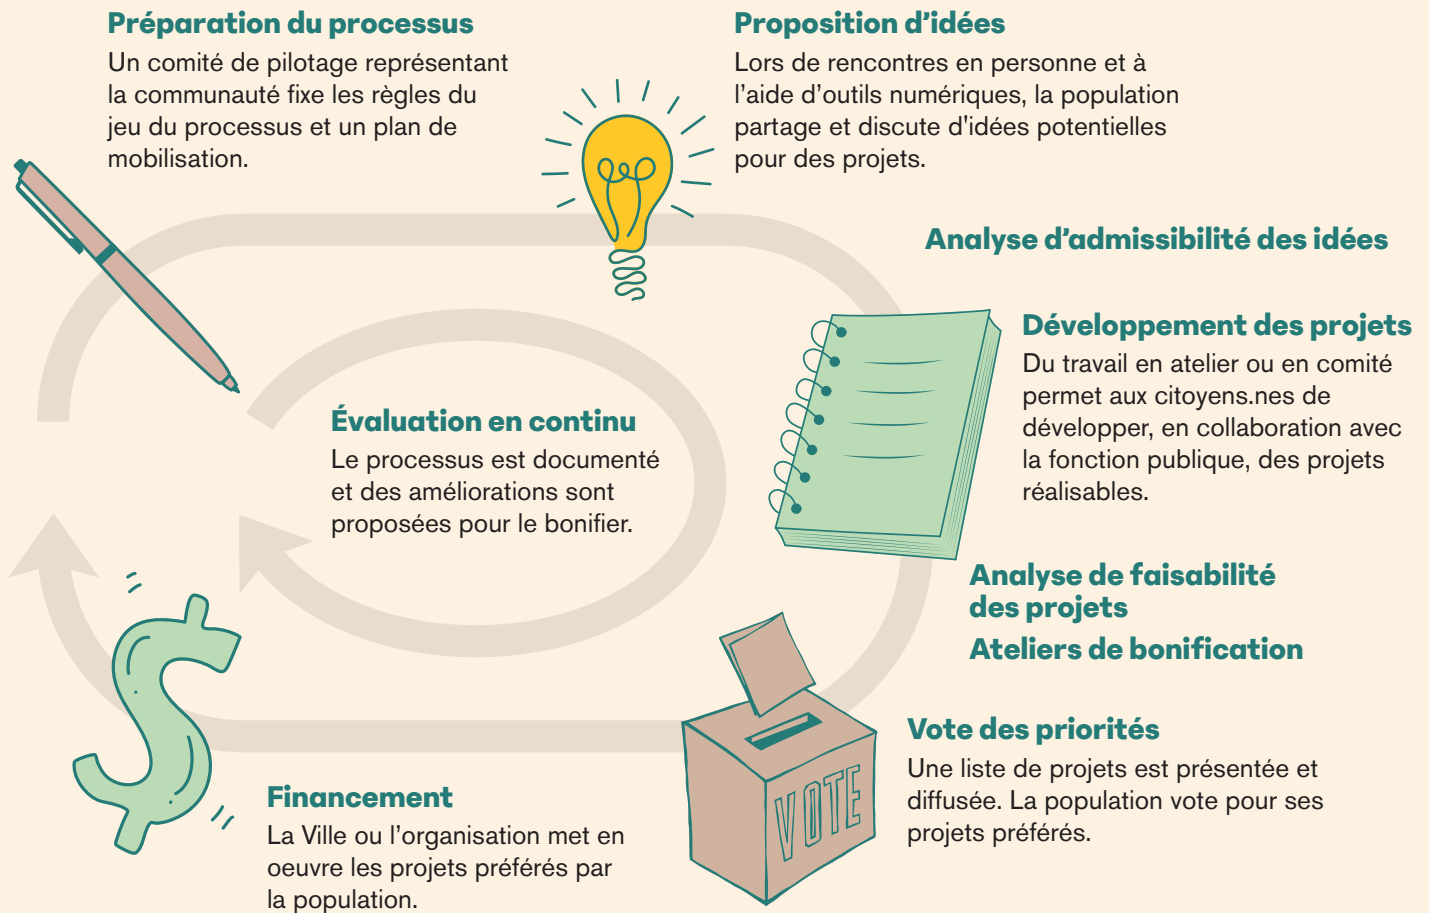 Préparation du processus
Un comité de pilotage représentant
la communauté fixe les règles du
jeu du processus et un plan de
mobilisation.
Proposition d’idées
Lors de rencontres en personne et à
l’aide d’outils numériques, la population
partage et discute d'idées potentielles
pour des projets.
Analyse d’admissibilité des idées
Développement des projets
Du travail en atelier ou en comité
permet aux citoyens.nes de
développer, en collaboration avec
la fonction publique, des projets
réalisables.
Analyse de faisabilité
des projets
Ateliers de bonification
Vote des priorités
Une liste de projets est présentée et
diffusée. La population vote pour ses
projets préférés.
VOTE
Financement
La Ville ou l’organisation met en
oeuvre les projets préférés par
la population.
Évaluation en continu
Le processus est documenté
et des améliorations sont
proposées pour le bonifier.